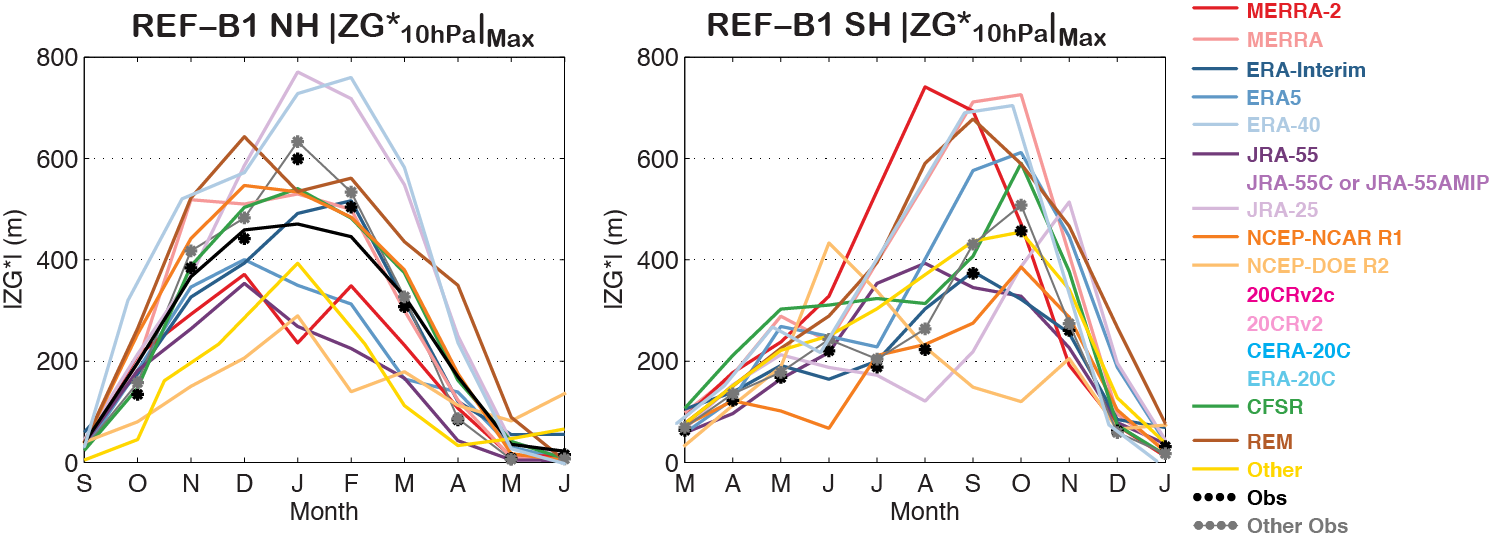 REF–B1 NH |ZG*10hPa|Max
800
600
400
200
0
|ZG*| (m)
S O N D J F M A M J
Month
REF–B1 SH |ZG*10hPa|Max
800
600
400
200
0
|ZG*| (m)
M A M J J A S O N D J
Month
MERRA-2
MERRA
ERA-Interim
ERA5
ERA-40
JRA-55
JRA-55C or JRA-55AMIP
JRA-25
NCEP-NCAR R1
NCEP-DOE R2
20CRv2c
20CRv2
CERA-20C
ERA-20C
CFSR
REM
Other
Obs
Other Obs